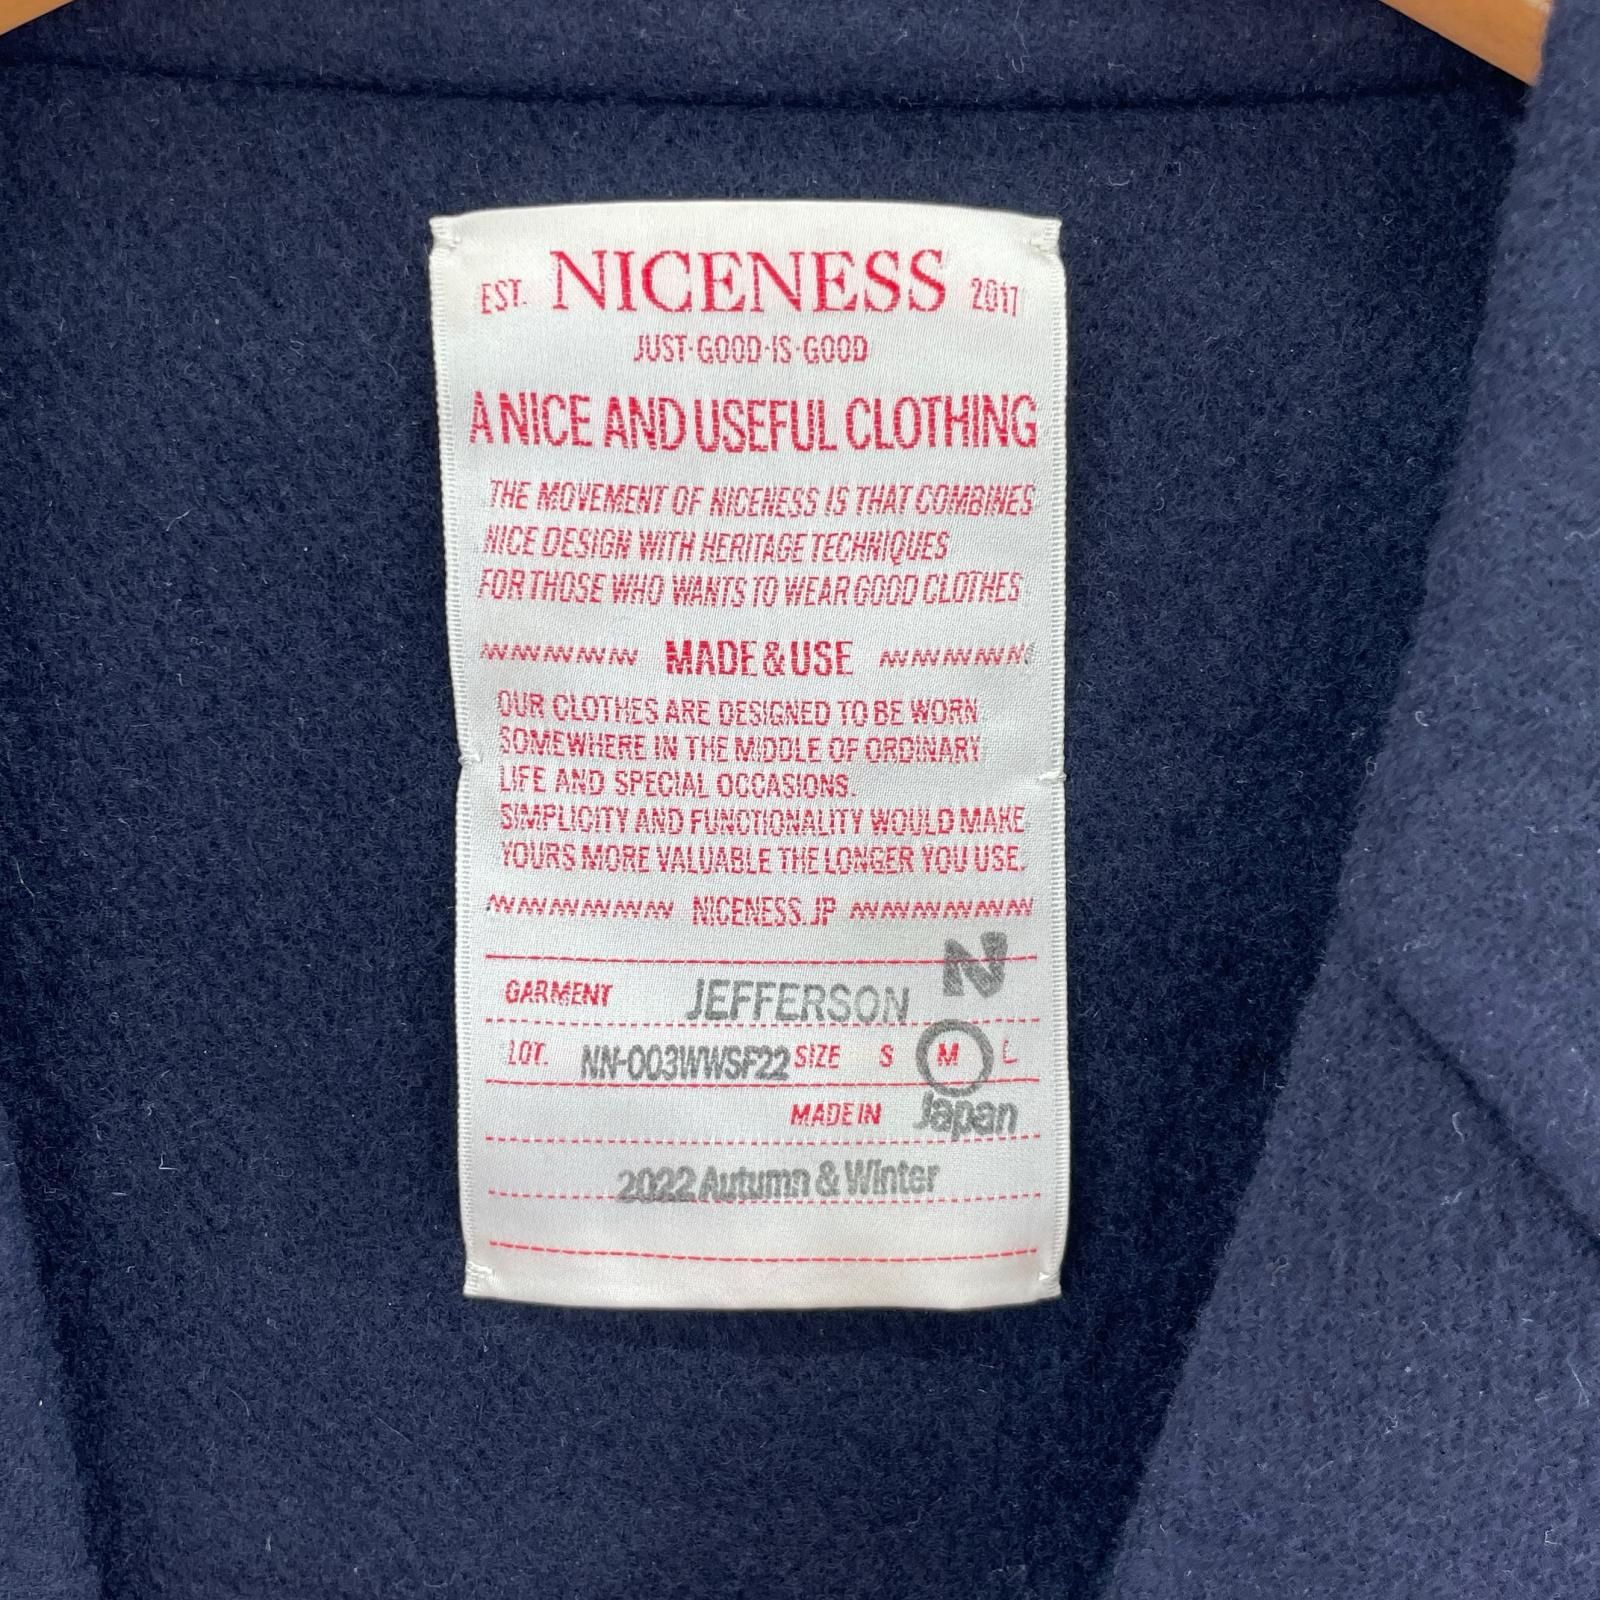 EST. NICENESS 2017
JUST·GOOD·IS·GOOD
A NICE AND USEFUL CLOTHING
THE MOVEMENT OF NICENESS IS THAT COMBINES
NICE DESIGN WITH HERITAGE TECHNIQUES
FOR THOSE WHO WANTS TO WEAR GOOD CLOTHES
MADE & USE
OUR CLOTHES ARE DESIGNED TO BE WORN
SOMEWHERE IN THE MIDDLE OF ORDINARY
LIFE AND SPECIAL OCCASIONS.
SIMPLICITY AND FUNCTIONALITY WOULD MAKE
YOURS MORE VALUABLE THE LONGER YOU USE.
NICENESS.JP
N
GARMENT JEFFERSON
LOT. NN-003WWSF22 SIZE S M L
MADE IN Japan
2022 Autumn & Winter